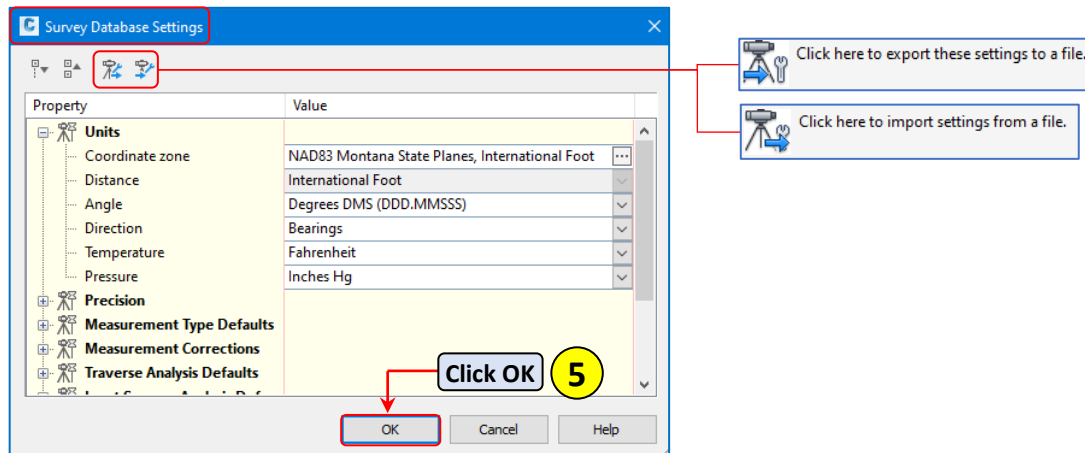 C Survey Database Settings
Click here to export these settings to a file.
Click here to import settings from a file.
Property Value
Units
Coordinate zone NAD83 Montana State Planes, International Foot ...
Distance International Foot
Angle Degrees DMS (DDD.MMSSS)
Direction Bearings
Temperature Fahrenheit
Pressure Inches Hg
Precision
Measurement Type Defaults
Measurement Corrections
Traverse Analysis Defaults
Click OK 5
OK Cancel Help